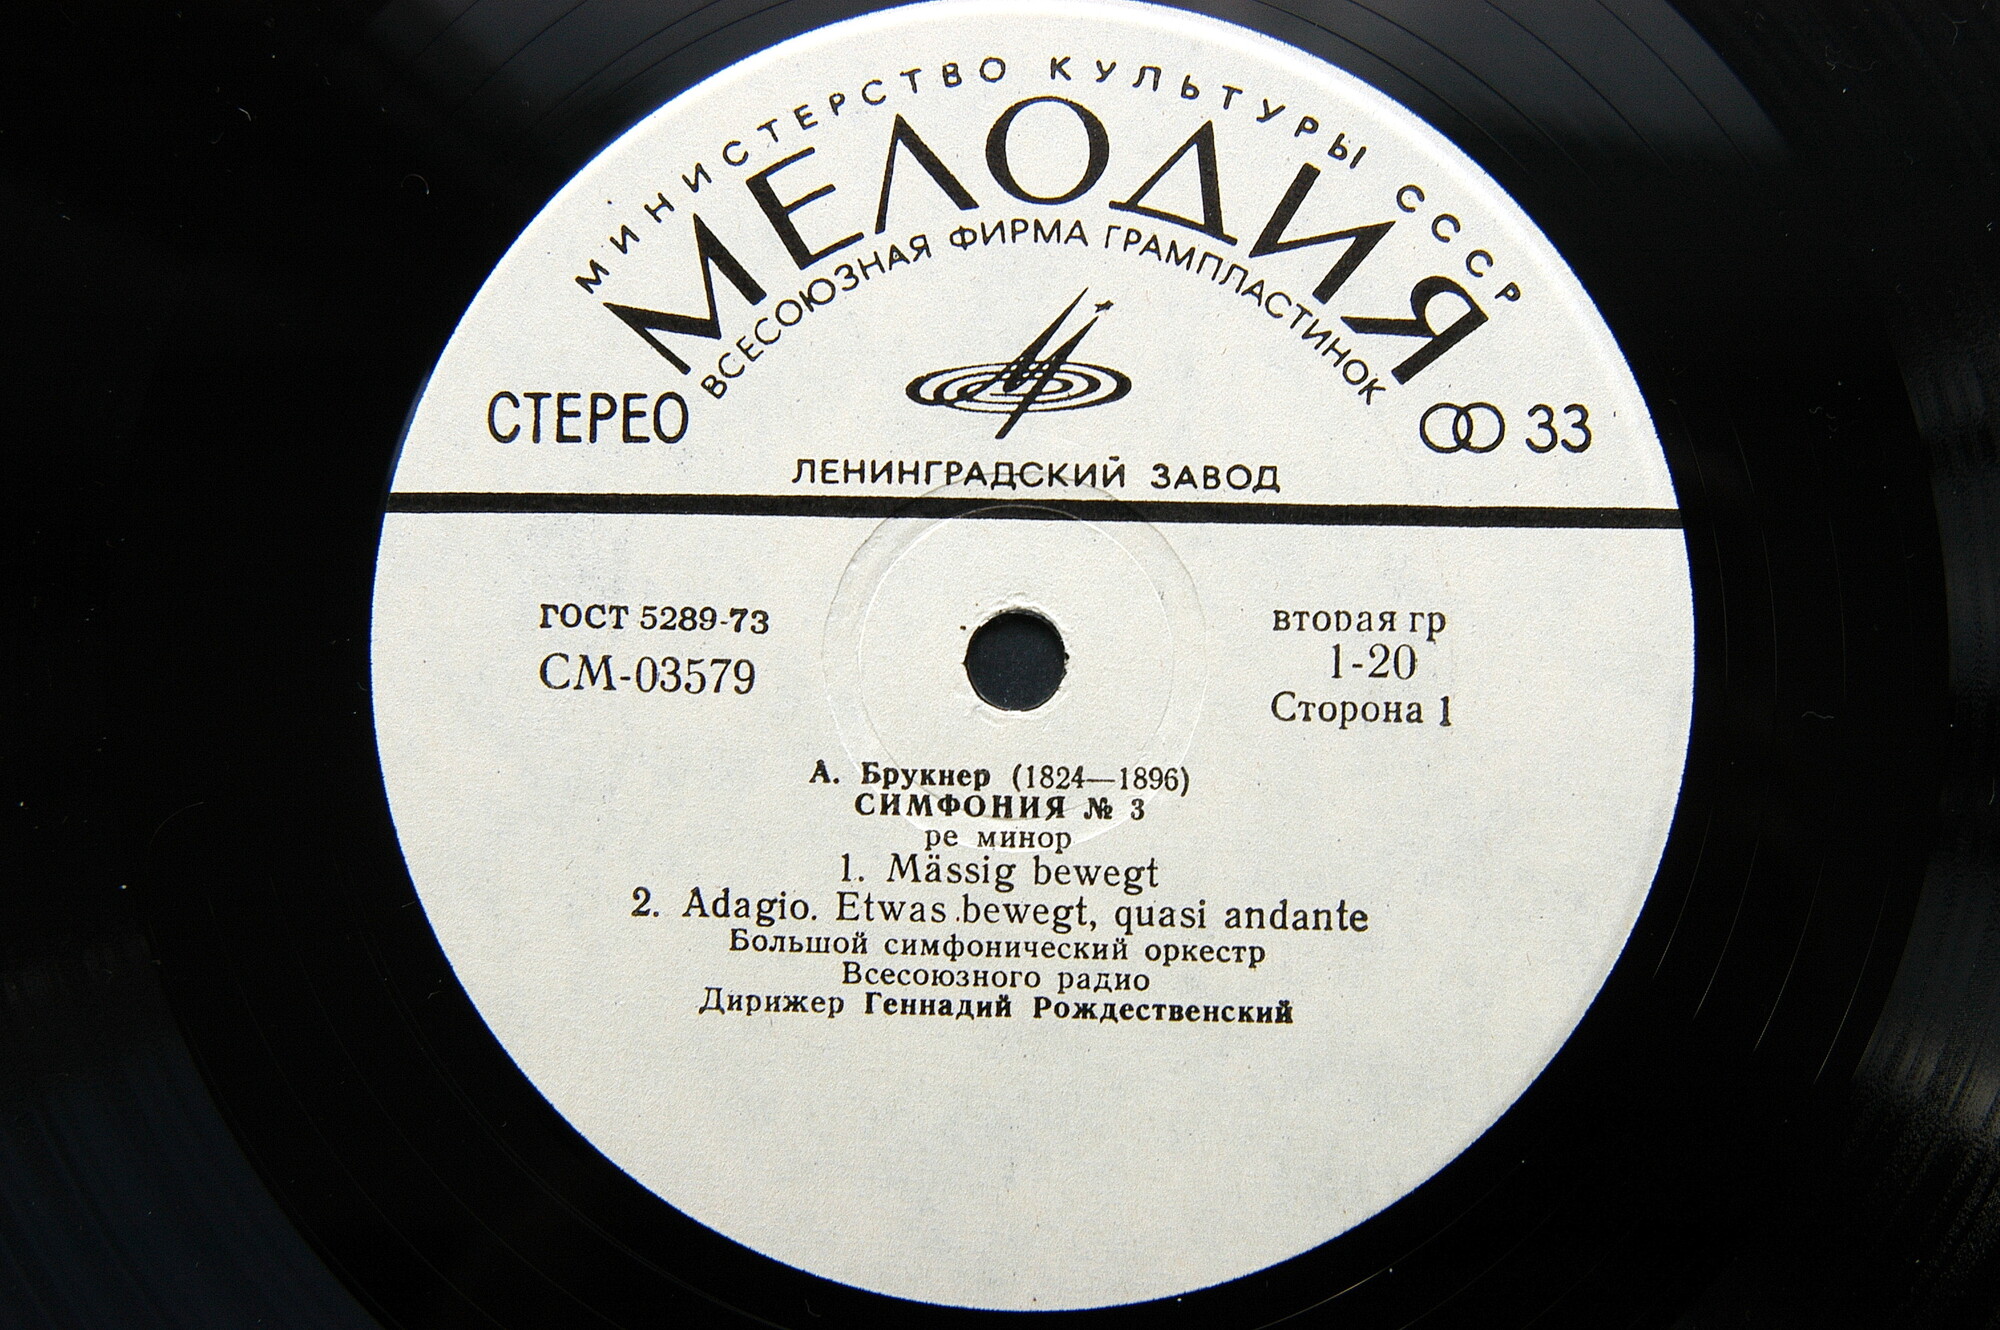 МИНИСТЕРСТВО КУЛЬТУРЫ СССР
МЕЛОДИЯ
ВСЕСОЮЗНАЯ ФИРМА ГРАМПЛАСТИНОК
СТЕРЕО
33
ЛЕНИНГРАДСКИЙ ЗАВОД
ГОСТ 5289-73
СМ-03579
вторая гр
1-20
Сторона 1
А. Брукнер (1824—1896)
СИМФОНИЯ № 3
ре минор
1. Mässig bewegt
2. Adagio. Etwas bewegt, quasi andante
Большой симфонический оркестр
Всесоюзного радио
Дирижер Геннадий Рождественский